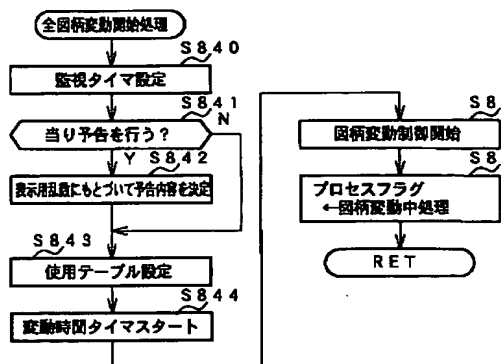 全図柄変動開始処理
S840
監視タイマ設定
S841
当り予告を行う?
N
Y
S842
表示用乱数にもとづいて予告内容を決定
S843
使用テーブル設定
S844
変動時間タイマスタート
S8
図柄変動制御開始
S8
プロセスフラグ
←図柄変動中処理
RET